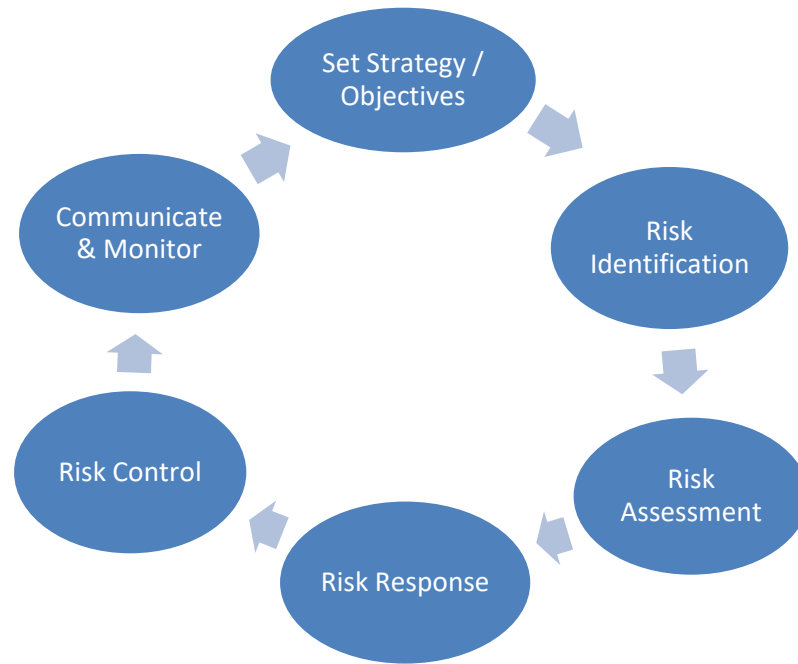 Set Strategy /
Objectives
Risk
Identification
Risk
Assessment
Risk Response
Risk Control
Communicate
& Monitor